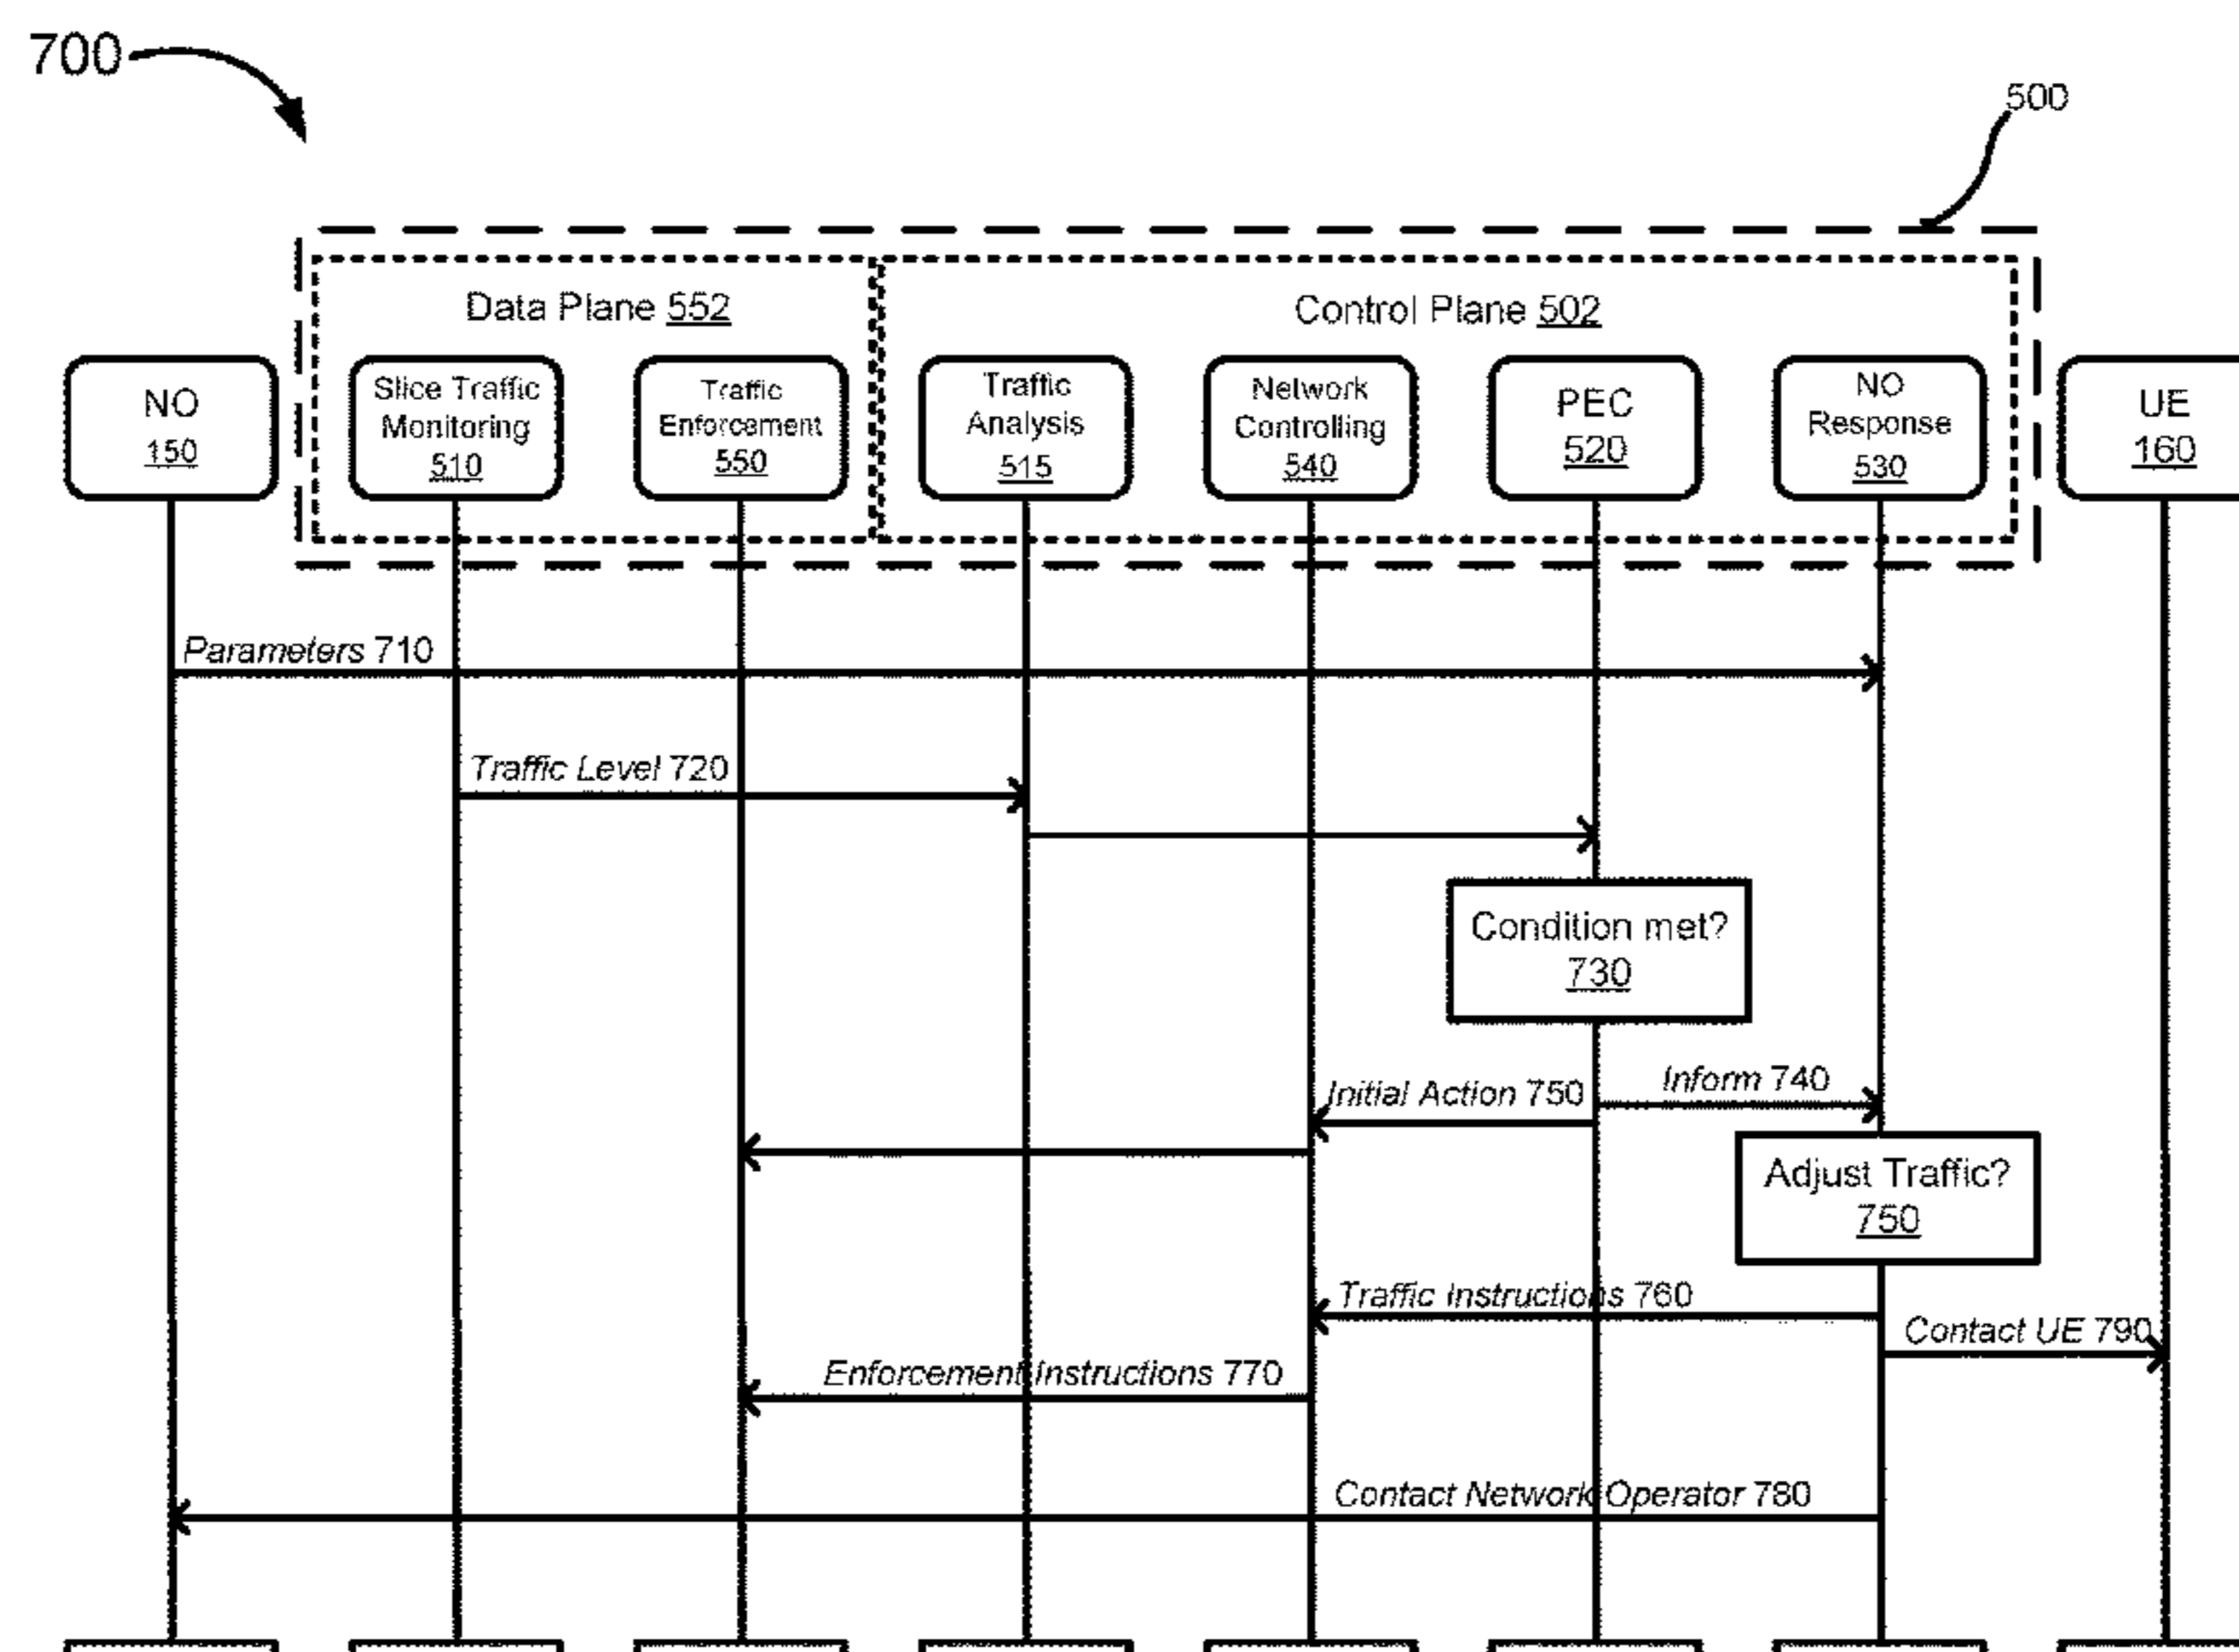 700
500
Data Plane 552
Control Plane 502
NO
150
Slice Traffic
Monitoring
510
Traffic
Enforcement
550
Traffic
Analysis
515
Network
Controlling
540
PEC
520
NO
Response
530
UE
160
Parameters 710
Traffic Level 720
Condition met?
730
Initial Action 750
Inform 740
Adjust Traffic?
750
Traffic Instructions 760
Contact UE 790
Enforcement Instructions 770
Contact Network Operator 780